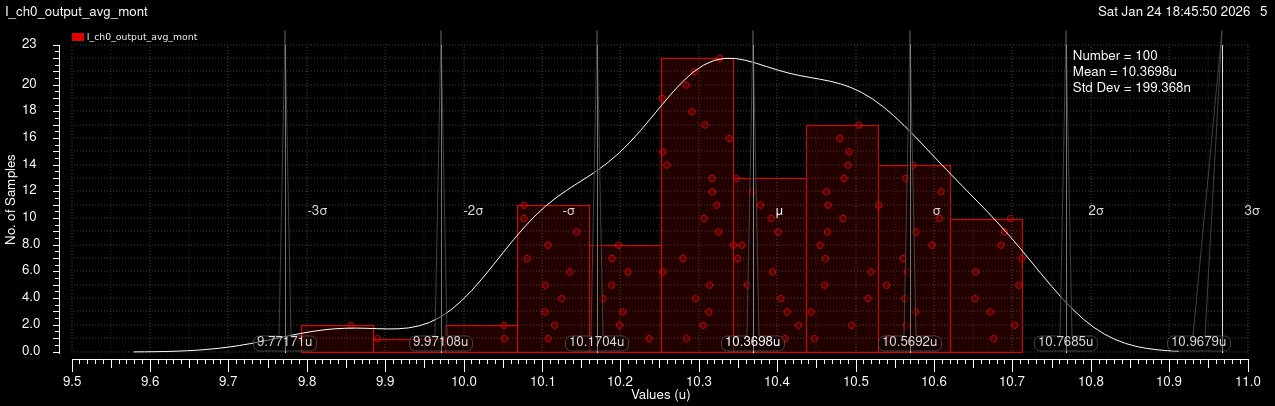 I_ch0_output_avg_mont
Sat Jan 24 18:45:50 2026 5
I_ch0_output_avg_mont
Number = 100
Mean = 10.3698u
Std Dev = 199.368n
23
20
18
16
14
12
10
8.0
6.0
4.0
2.0
0.0
No. of Samples
-3σ
-2σ
-σ
μ
σ
2σ
3σ
9.77171u
9.97108u
10.1704u
10.3698u
10.5692u
10.7685u
10.9679u
9.5 9.6 9.7 9.8 9.9 10.0 10.1 10.2 10.3 10.4 10.5 10.6 10.7 10.8 10.9 11.0
Values (u)